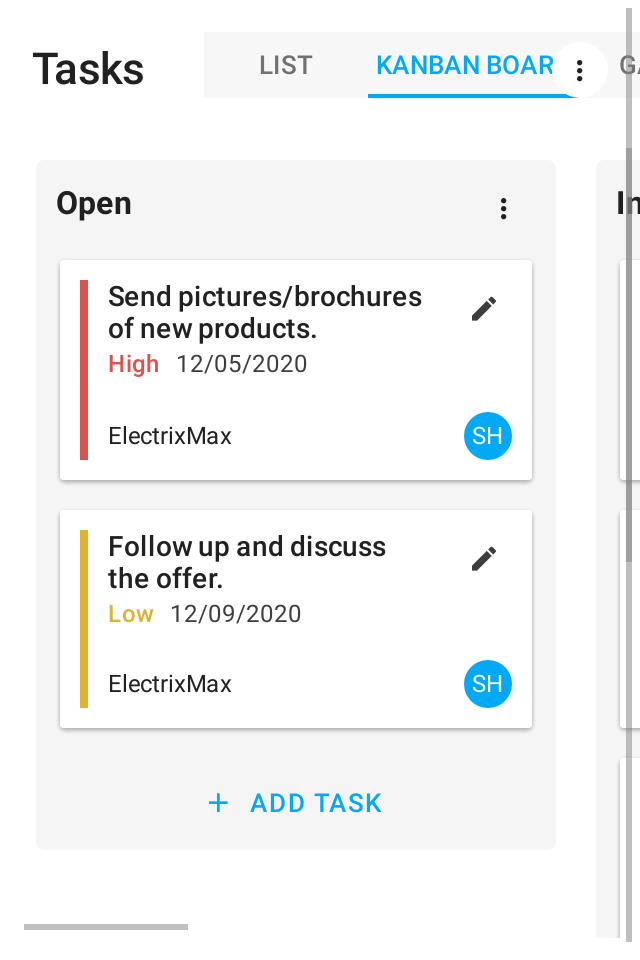 Tasks
LIST
KANBAN BOAR
Open
Send pictures/brochures
of new products.
High 12/05/2020
ElectrixMax
SH
Follow up and discuss
the offer.
Low 12/09/2020
ElectrixMax
SH
+ ADD TASK